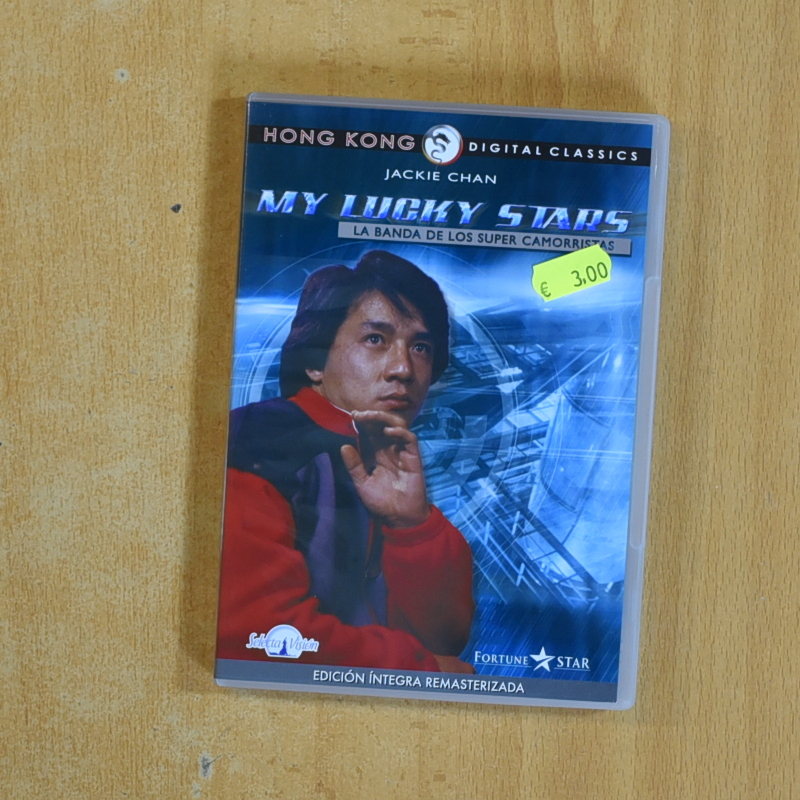 HONG KONG DIGITAL CLASSICS
JACKIE CHAN
MY LUCKY STARS
LA BANDA DE LOS SUPER CAMORRISTAS
€ 3,00
Selecta Visión
FORTUNE STAR
EDICIÓN ÍNTEGRA REMASTERIZADA